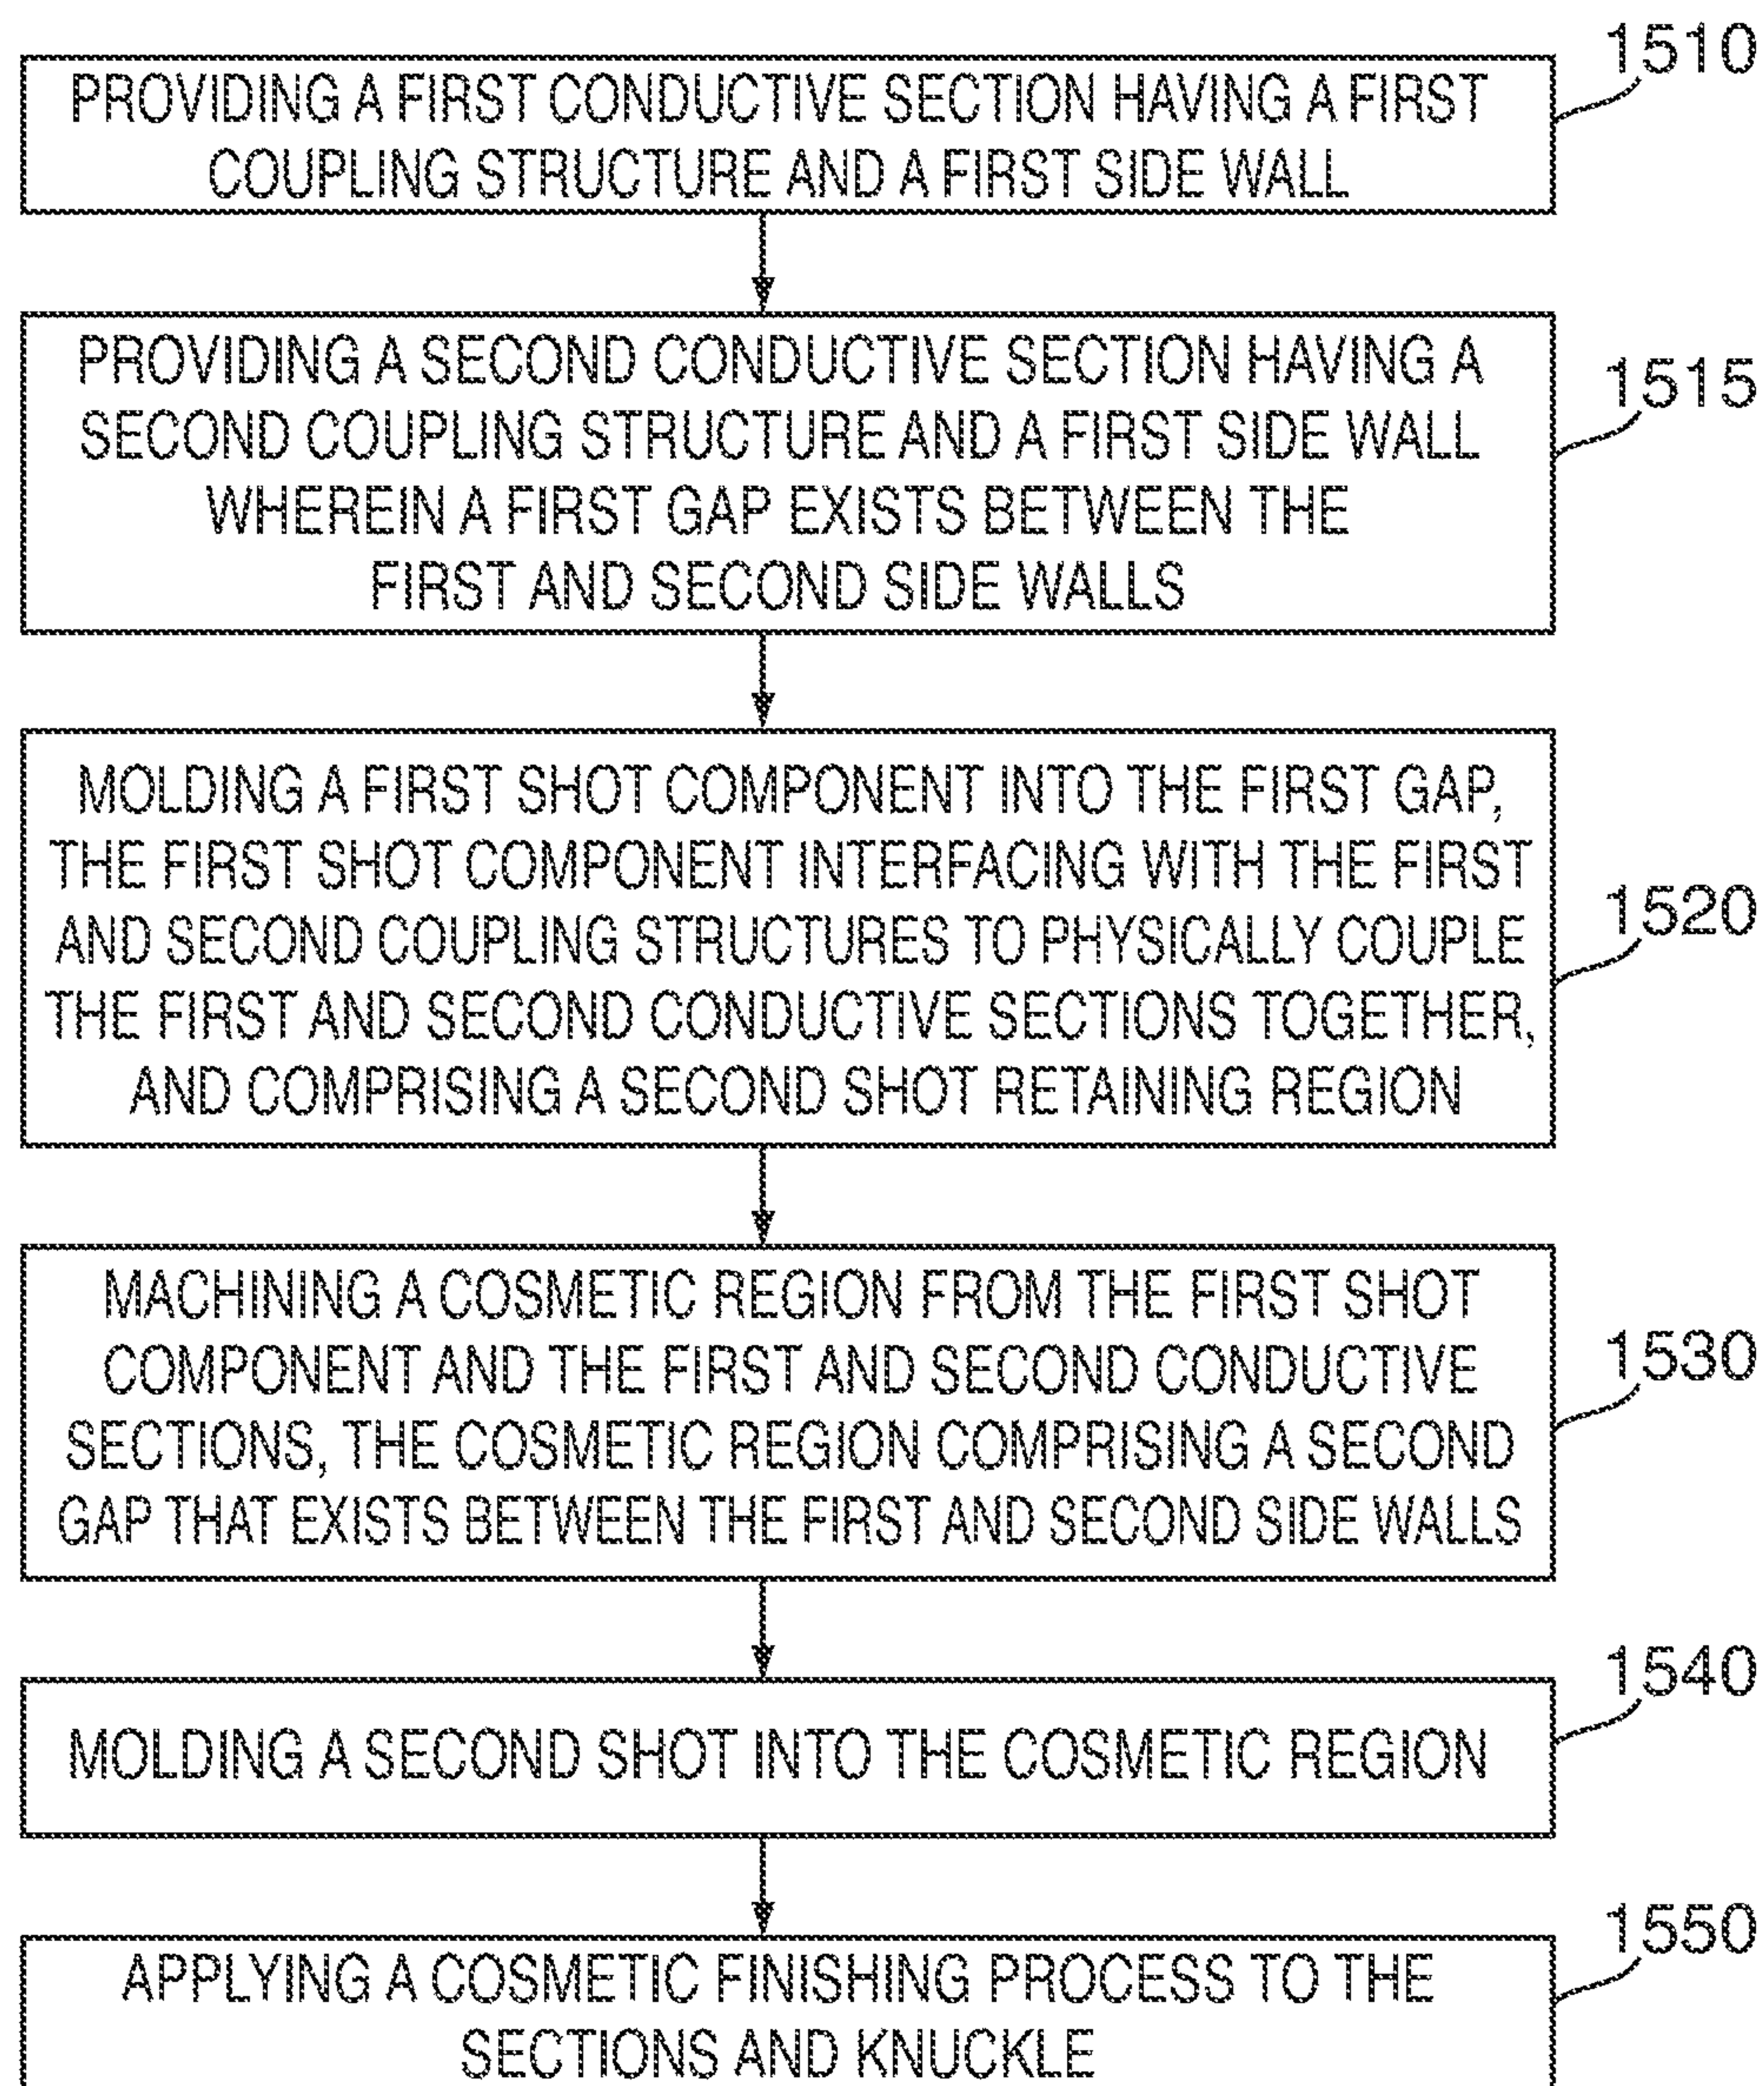 1510
PROVIDING A FIRST CONDUCTIVE SECTION HAVING A FIRST
COUPLING STRUCTURE AND A FIRST SIDE WALL
1515
PROVIDING A SECOND CONDUCTIVE SECTION HAVING A
SECOND COUPLING STRUCTURE AND A FIRST SIDE WALL
WHEREIN A FIRST GAP EXISTS BETWEEN THE
FIRST AND SECOND SIDE WALLS
1520
MOLDING A FIRST SHOT COMPONENT INTO THE FIRST GAP,
THE FIRST SHOT COMPONENT INTERFACING WITH THE FIRST
AND SECOND COUPLING STRUCTURES TO PHYSICALLY COUPLE
THE FIRST AND SECOND CONDUCTIVE SECTIONS TOGETHER,
AND COMPRISING A SECOND SHOT RETAINING REGION
1530
MACHINING A COSMETIC REGION FROM THE FIRST SHOT
COMPONENT AND THE FIRST AND SECOND CONDUCTIVE
SECTIONS, THE COSMETIC REGION COMPRISING A SECOND
GAP THAT EXISTS BETWEEN THE FIRST AND SECOND SIDE WALLS
1540
MOLDING A SECOND SHOT INTO THE COSMETIC REGION
1550
APPLYING A COSMETIC FINISHING PROCESS TO THE
SECTIONS AND KNUCKLE